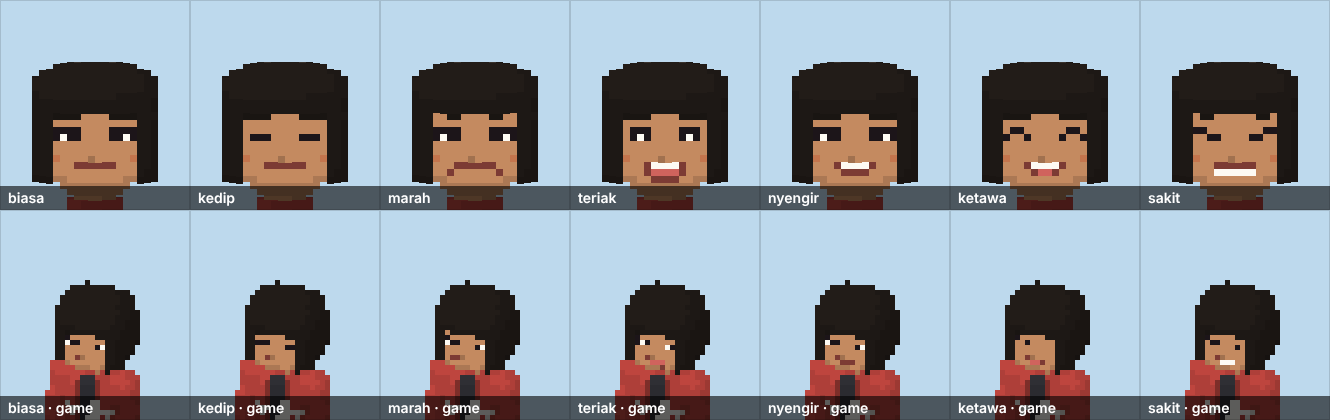 biasa
kedip
marah
teriak
nyengir
ketawa
sakit
biasa · game
kedip · game
marah · game
teriak · game
nyengir · game
ketawa · game
sakit · game